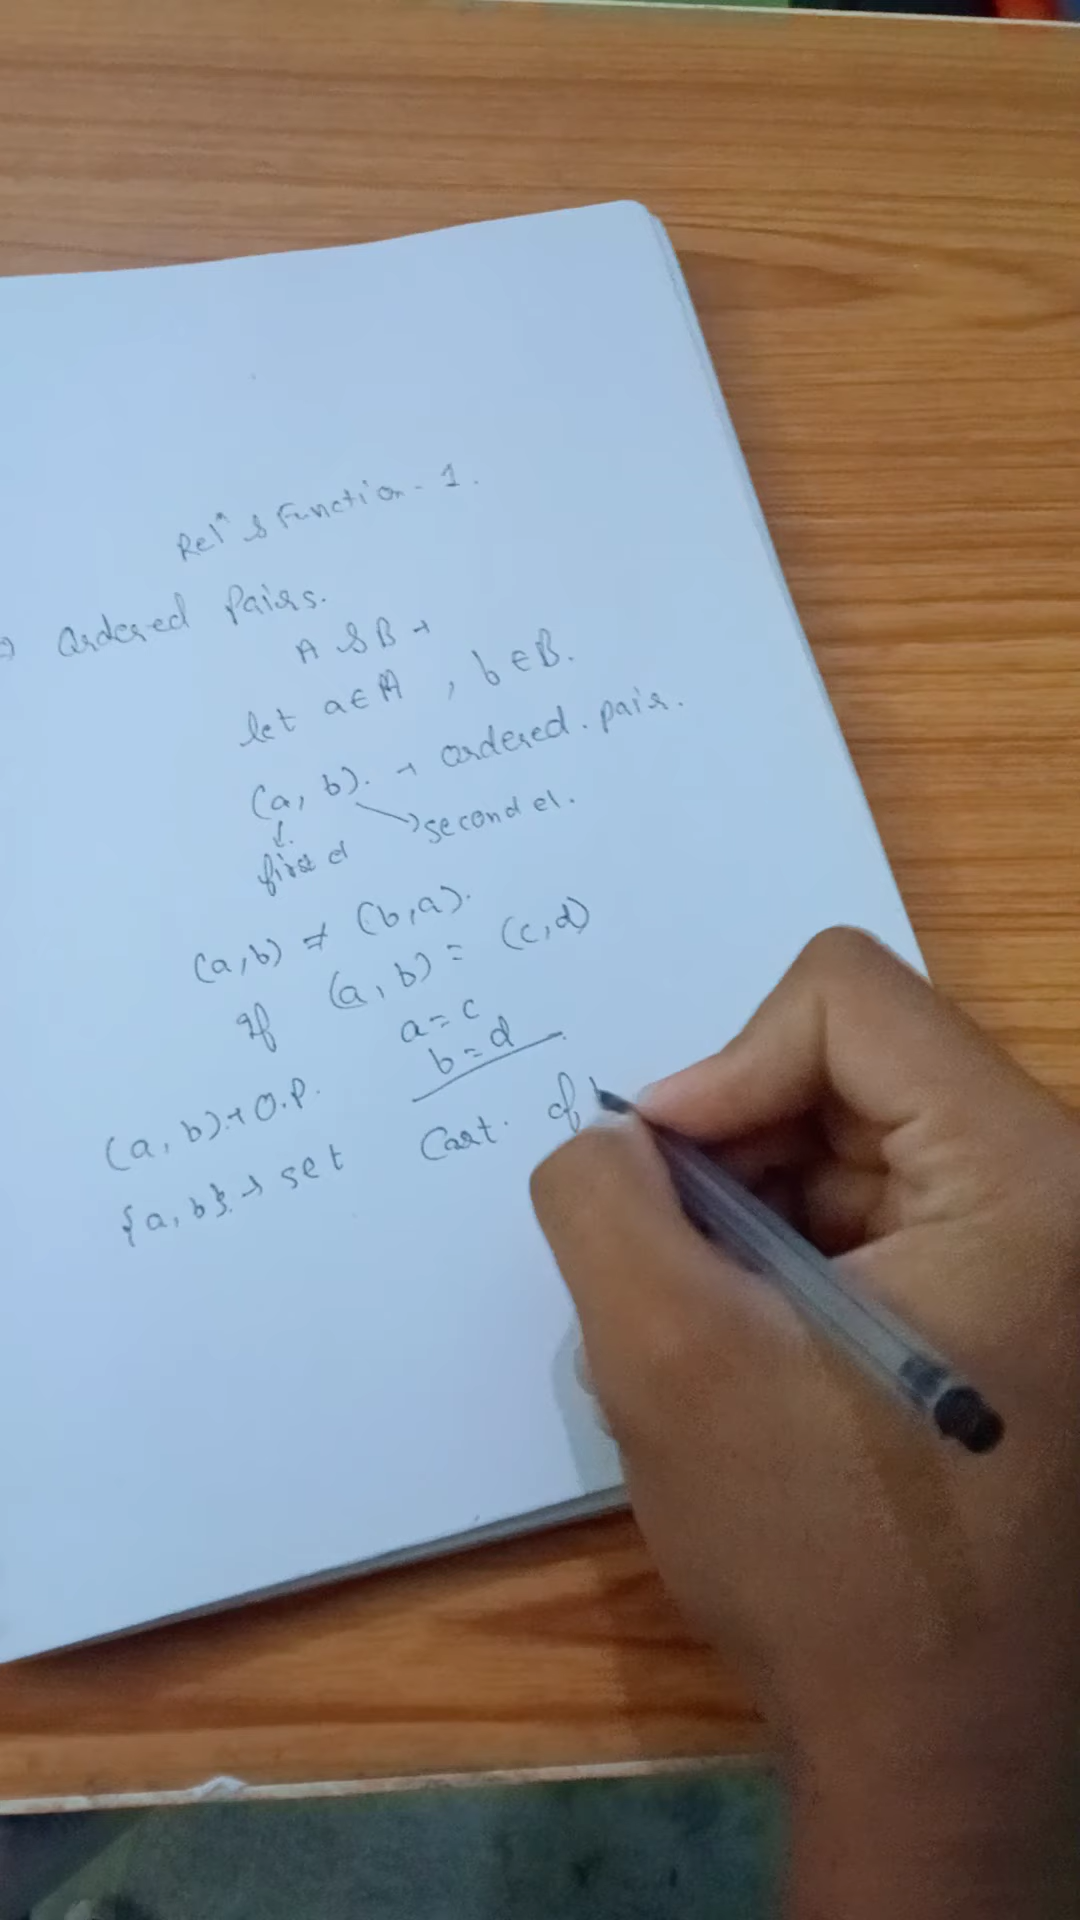 Relⁿ & Function - 1.
Ordered Pairs.
A & B →
let a ∈ A , b ∈ B.
(a, b). → ordered. pair.
↓. → second el.
first el
(a,b) ≠ (b,a).
If (a, b) = (c,d)
a = c
b = d
(a, b) → O.P.
{a, b} → set
Cart. of